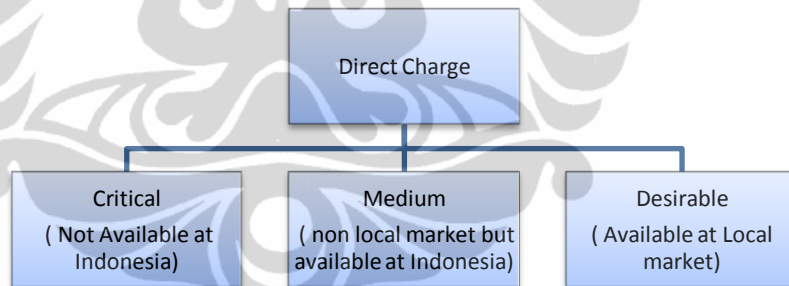 Direct Charge
Critical
( Not Available at
Indonesia)
Medium
( non local market but
available at Indonesia)
Desirable
( Available at Local
market)